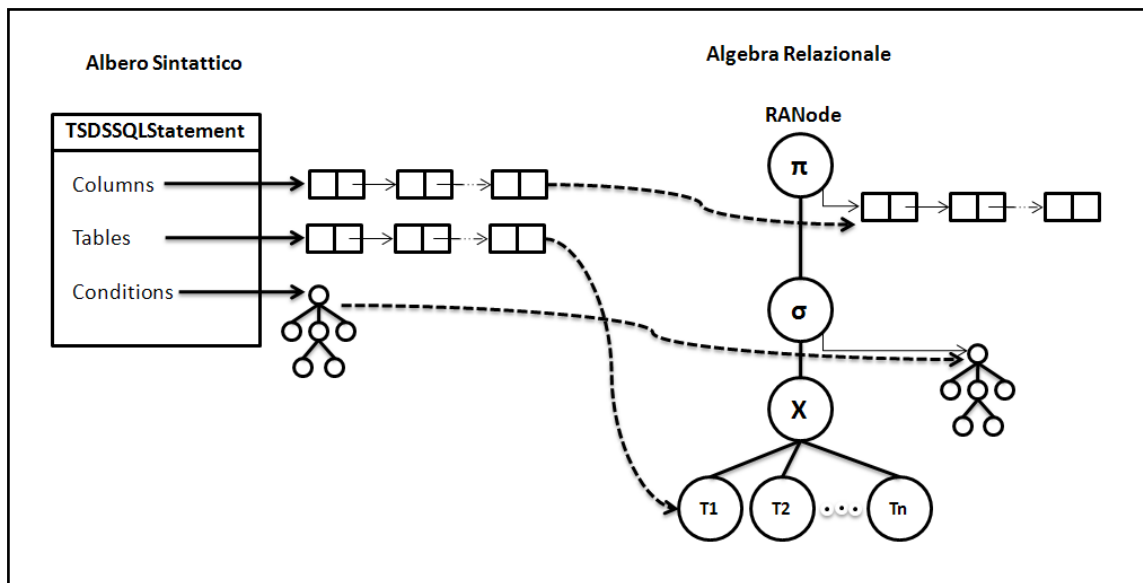 Albero Sintattico
Algebra Relazionale
TSDSSQLStatement
Columns
Tables
Conditions
RANode
π
σ
X
T1
T2
Tn